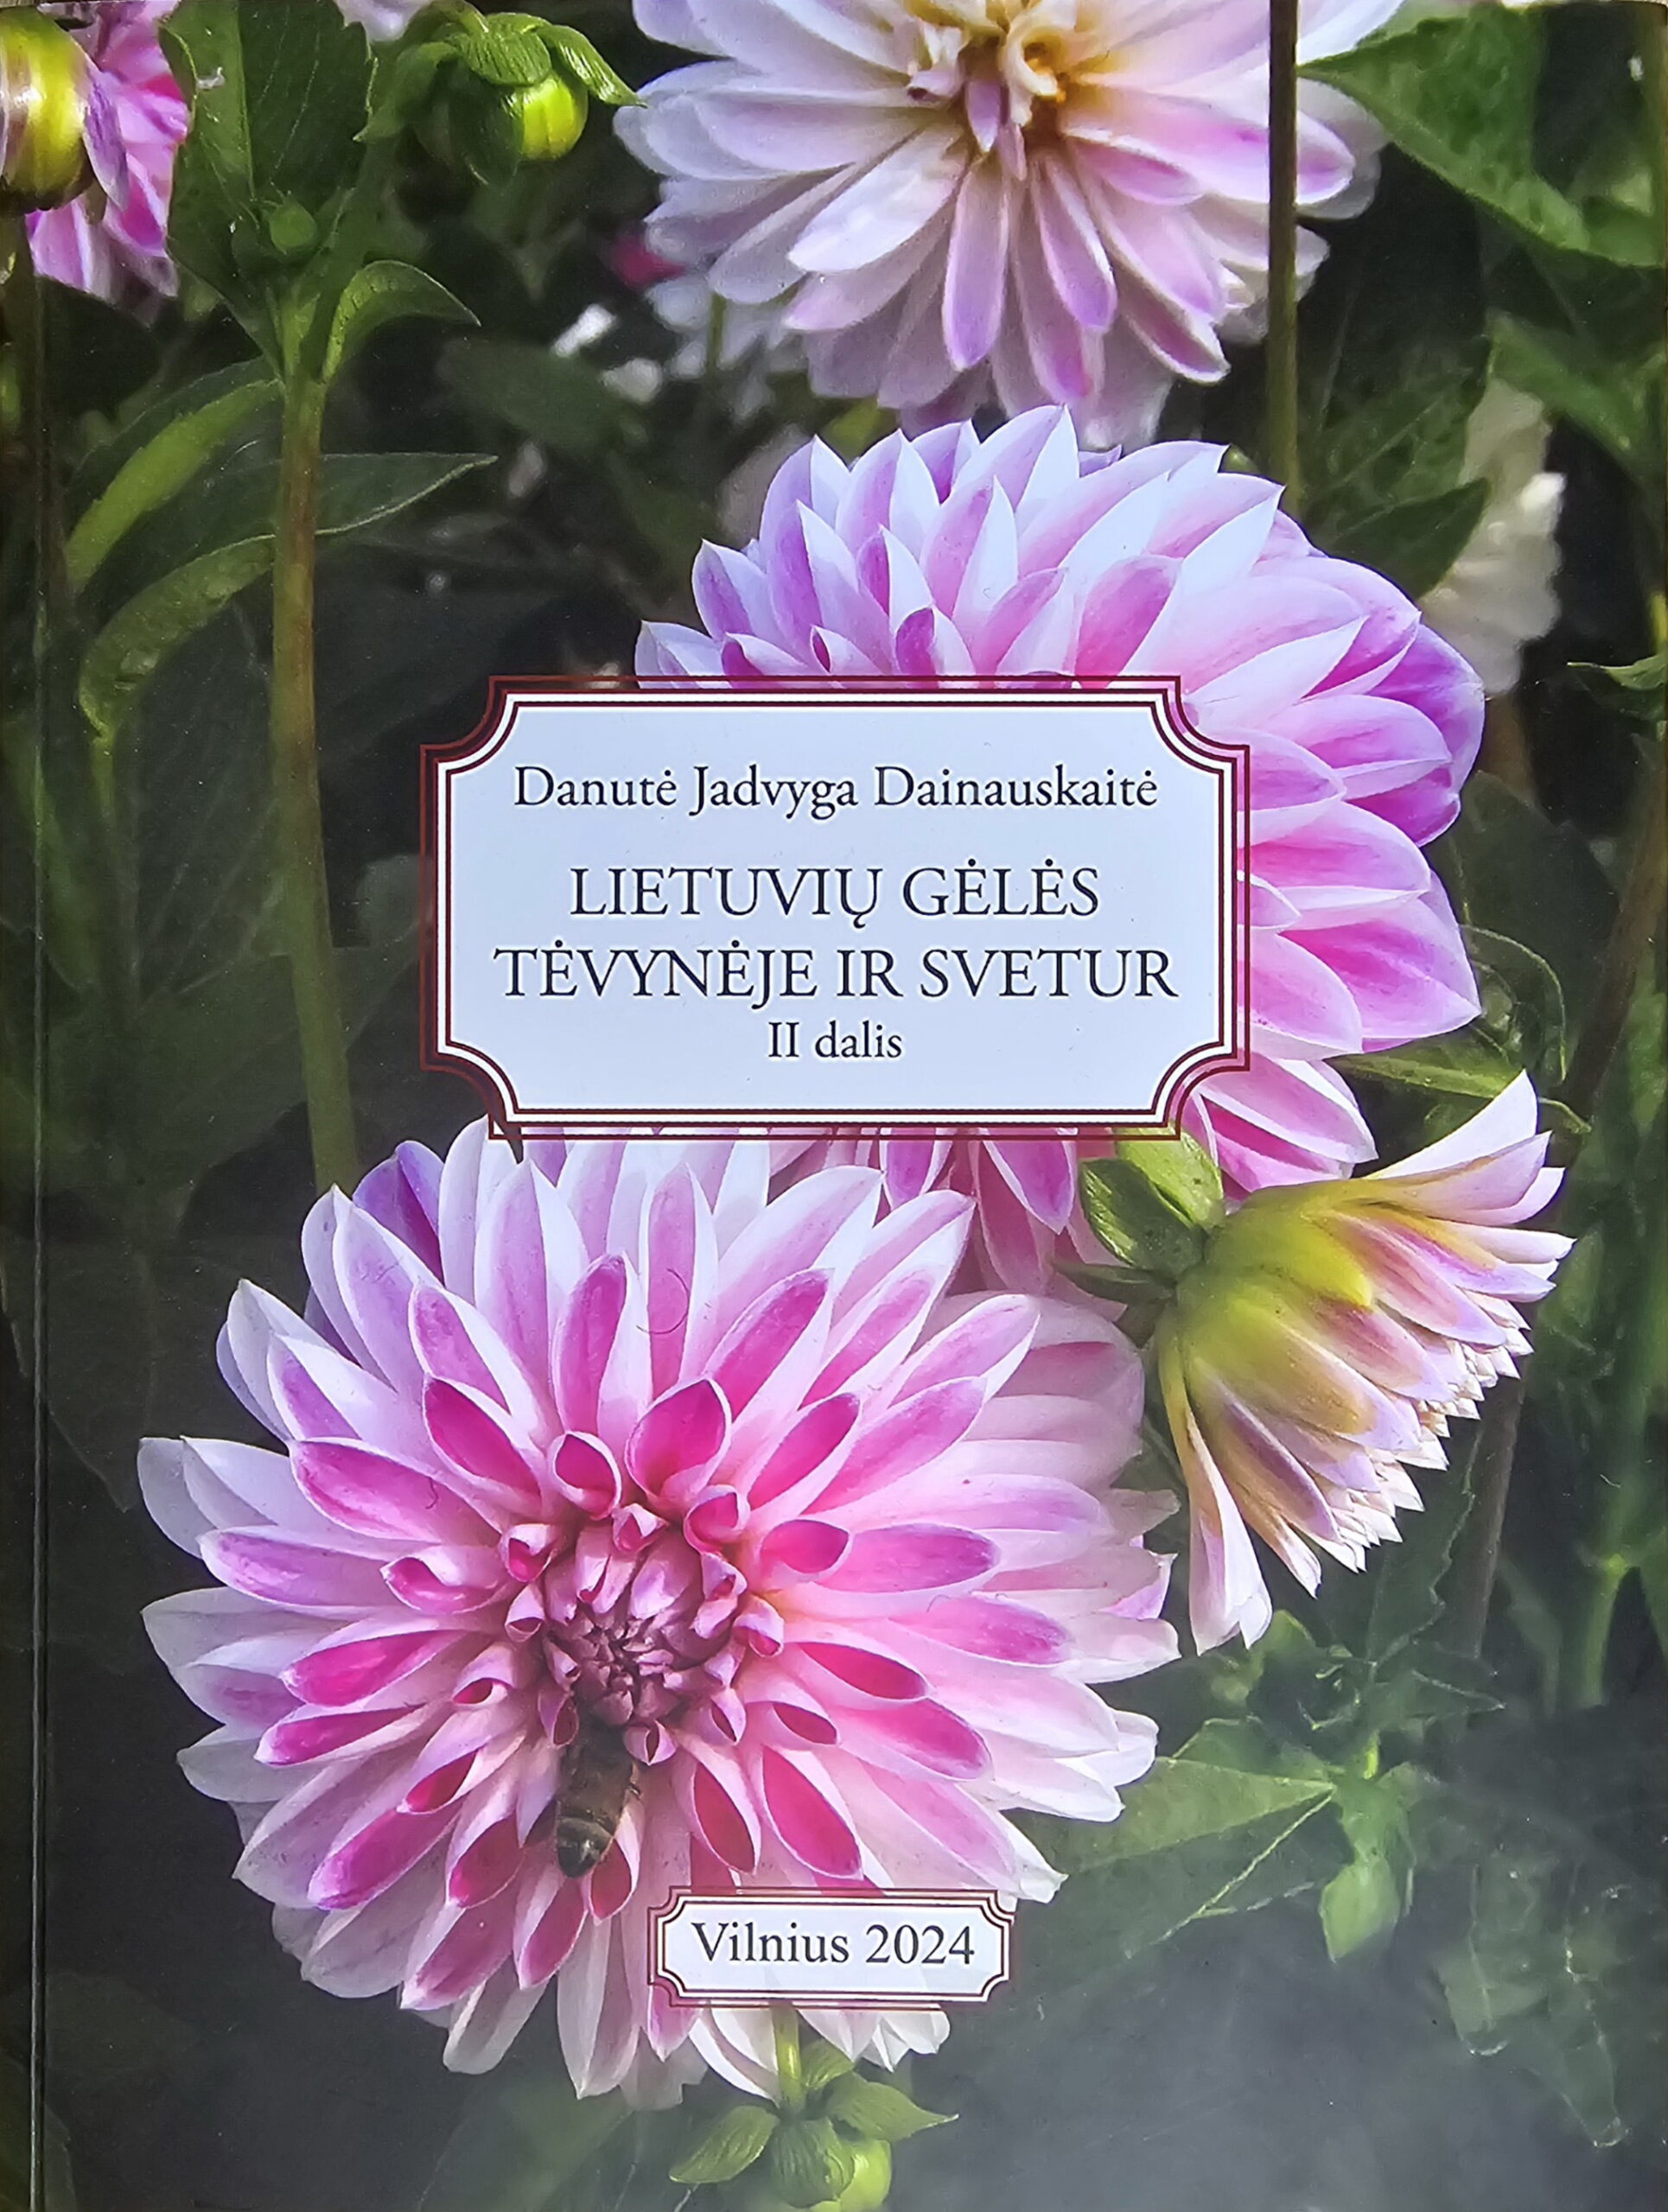 Danutė Jadvyga Dainauskaitė
LIETUVIŲ GĖLĖS
TĖVYNĖJE IR SVETUR
II dalis
Vilnius 2024